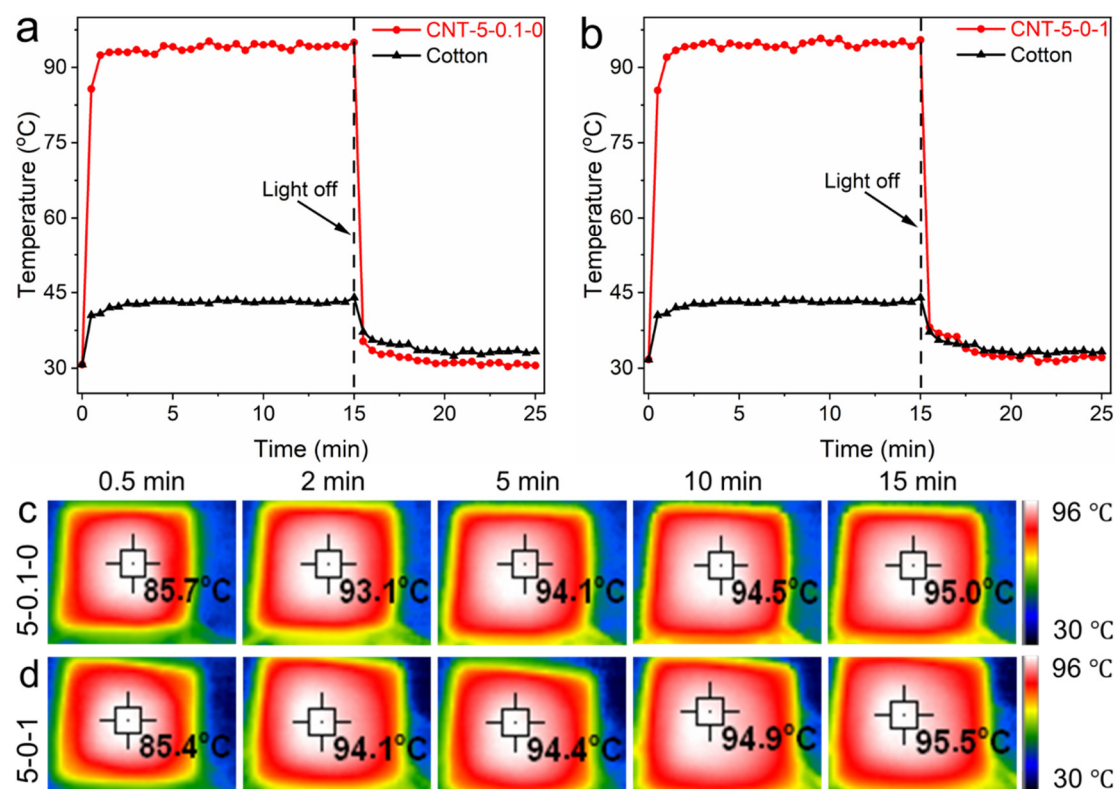 a
CNT-5-0.1-0
Cotton
90
75
60
45
30
Temperature (°C)
Light off
0 5 10 15 20 25
Time (min)
b
CNT-5-0-1
Cotton
90
75
60
45
30
Temperature (°C)
Light off
0 5 10 15 20 25
Time (min)
0.5 min 2 min 5 min 10 min 15 min
c
5-0.1-0
85.7°C 93.1°C 94.1°C 94.5°C 95.0°C
96 °C
30 °C
d
5-0-1
85.4°C 94.1°C 94.4°C 94.9°C 95.5°C
96 °C
30 °C